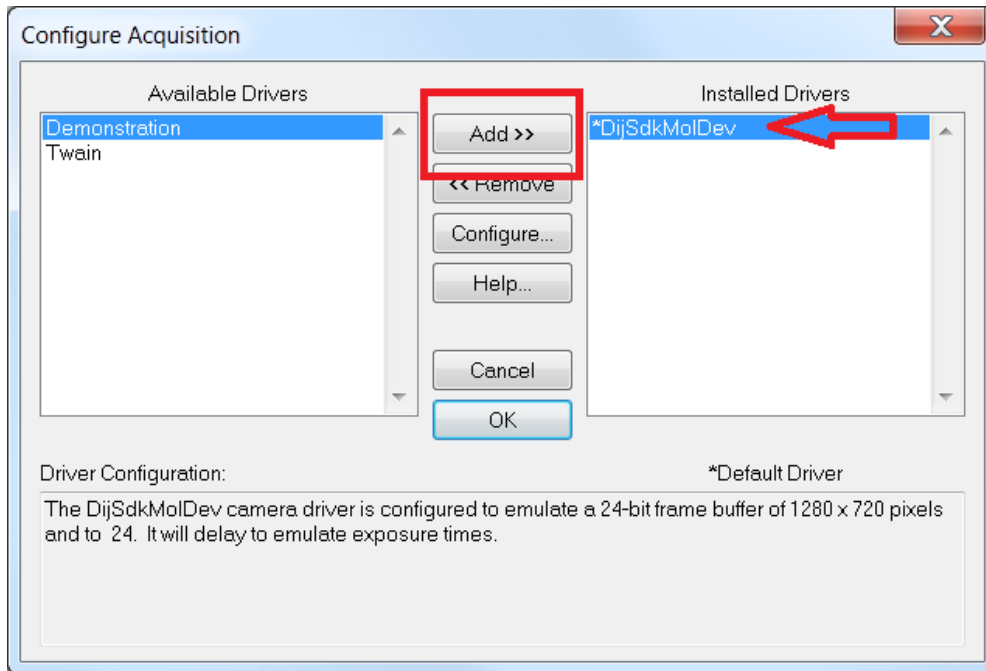 Configure Acquisition
X
Available Drivers
Installed Drivers
Demonstration
Twain
Add >>
<< Remove
Configure...
Help...
Cancel
OK
*DijSdkMolDev
Driver Configuration:
*Default Driver
The DijSdkMolDev camera driver is configured to emulate a 24-bit frame buffer of 1280 x 720 pixels
and to  24.  It will delay to emulate exposure times.